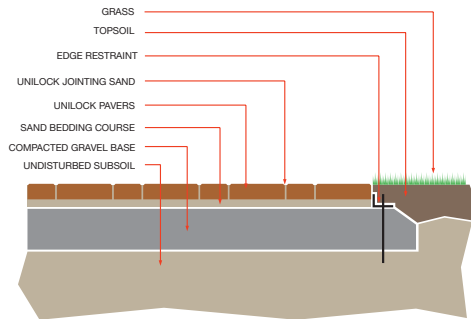 GRASS
TOPSOIL
EDGE RESTRAINT
UNILOCK JOINTING SAND
UNILOCK PAVERS
SAND BEDDING COURSE
COMPACTED GRAVEL BASE
UNDISTURBED SUBSOIL